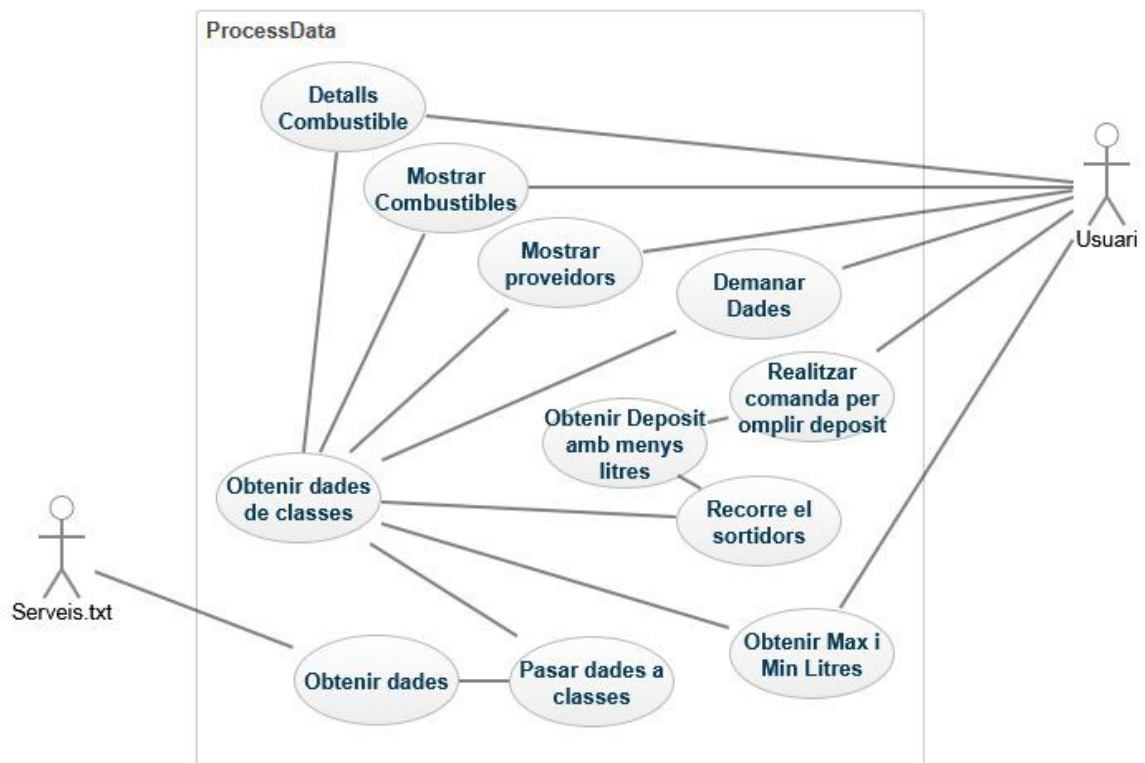 ProcessData
Detalls
Combustible
Mostrar
Combustibles
Mostrar
proveidors
Demanar
Dades
Usuari
Realitzar
comanda per
omplir deposit
Obtenir Deposit
amb menys
litres
Obtenir dades
de classes
Recorre el
sortidors
Serveis.txt
Obtenir dades
Pasar dades a
classes
Obtenir Max i
Min Litres